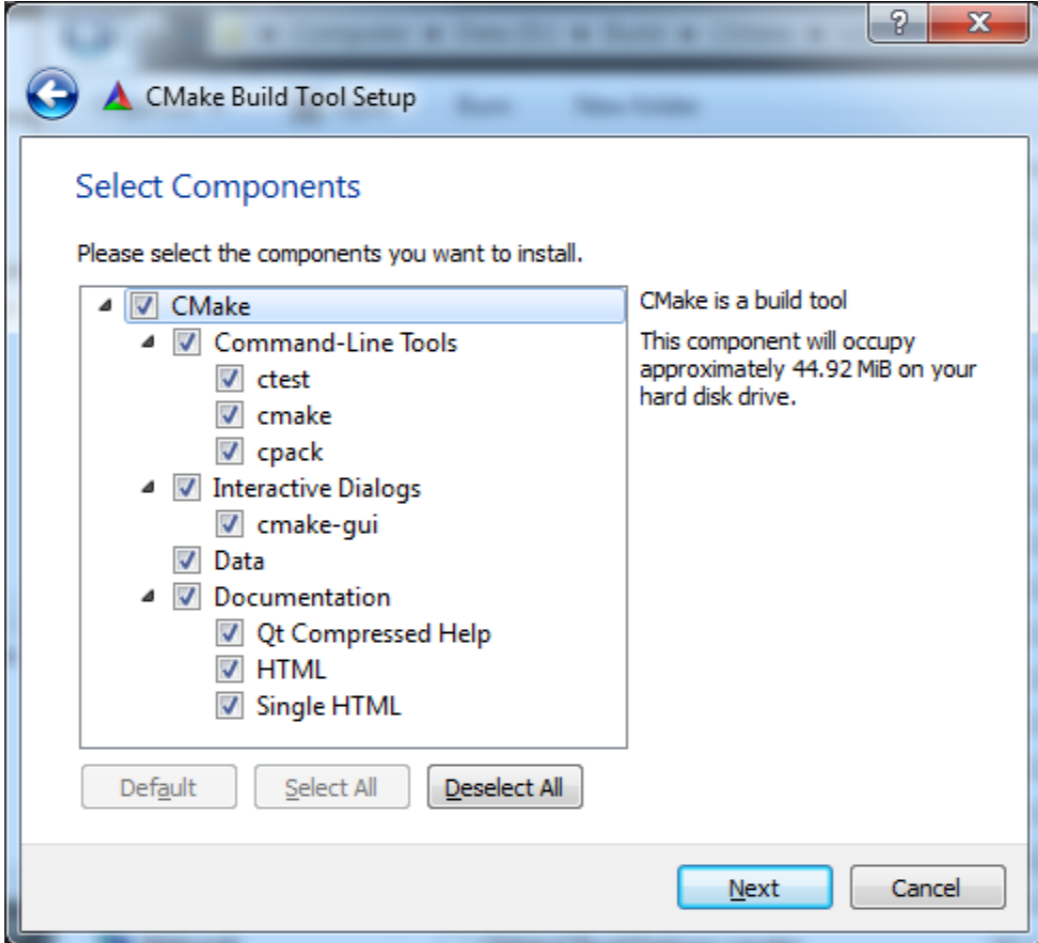 ?
X
CMake Build Tool Setup
Select Components
Please select the components you want to install.
CMake
Command-Line Tools
ctest
cmake
cpack
Interactive Dialogs
cmake-gui
Data
Documentation
Qt Compressed Help
HTML
Single HTML
CMake is a build tool
This component will occupy
approximately 44.92 MiB on your
hard disk drive.
Default
Select All
Deselect All
Next
Cancel